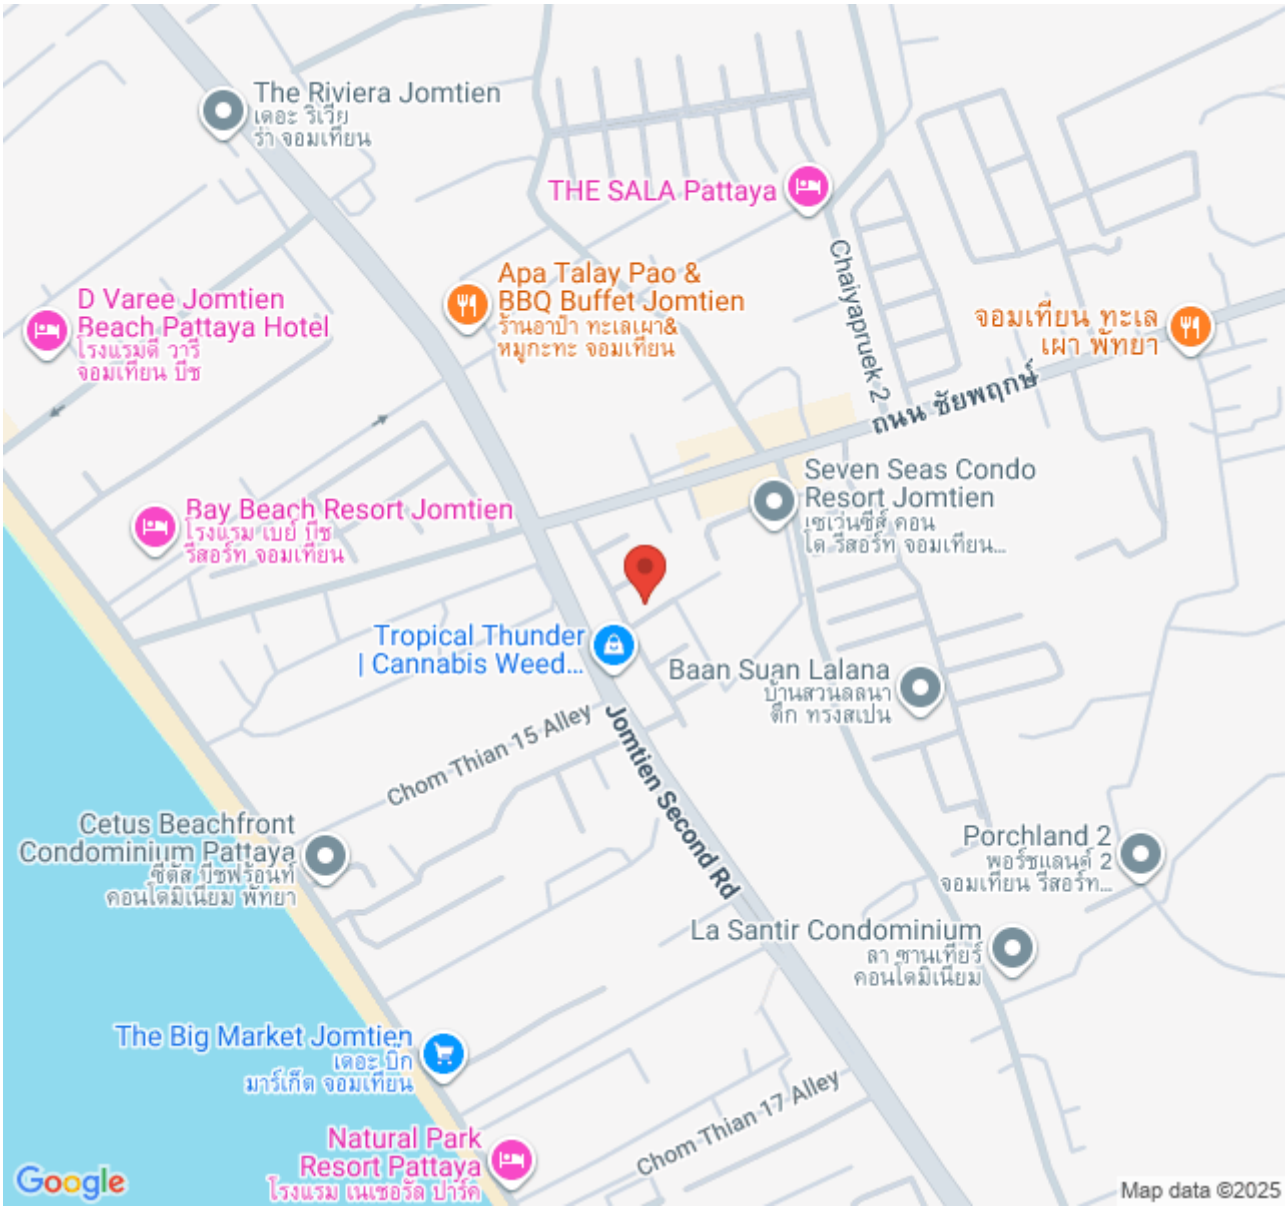 The Riviera Jomtien
เดอะ ริเวีย
ร่า จอมเทียน
THE SALA Pattaya
Chaiyapruek 2
Apa Talay Pao &
BBQ Buffet Jomtien
ร้านอาป๋า ทะเลเผา&
หมูกะทะ จอมเทียน
D Varee Jomtien
Beach Pattaya Hotel
โรงแรมดี วารี
จอมเทียน บีช
จอมเทียน ทะเล
เผา พัทยา
ถนน ชัยพฤกษ์
Seven Seas Condo
Resort Jomtien
เซเว่นซีส์ คอน
โด รีสอร์ท จอมเทียน...
Bay Beach Resort Jomtien
โรงแรม เบย์ บีช
รีสอร์ท จอมเทียน
Tropical Thunder
| Cannabis Weed...
Baan Suan Lalana
บ้านสวนลลนา
ตึก ทรงสเปน
Chom Thian 15 Alley
Jomtien Second Rd
Cetus Beachfront
Condominium Pattaya
ซีตัส บีชฟร้อนท์
คอนโดมิเนียม พัทยา
Porchland 2
พอร์ชแลนด์ 2
จอมเทียน รีสอร์ท...
La Santir Condominium
ลา ซานเทียร์
คอนโดมิเนียม
The Big Market Jomtien
เดอะ บิ๊ก
มาร์เก็ต จอมเทียน
Chom Thian 17 Alley
Natural Park
Resort Pattaya
โรงแรม เนเชอรัล ปาร์ค
Google
Map data ©2025